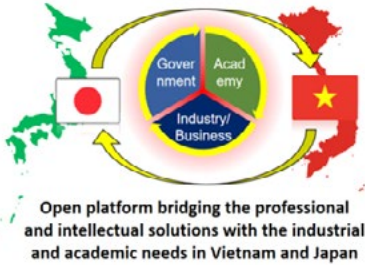 Gover
nment
Acad
emy
Industry/
Business
Open platform bridging the professional
and intellectual solutions with the industrial
and academic needs in Vietnam and Japan